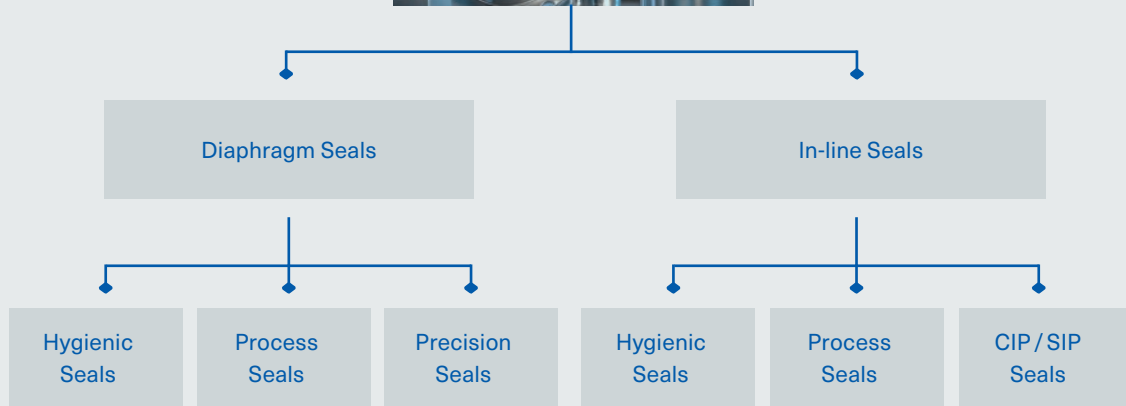 Diaphragm Seals
In-line Seals
Hygienic
Seals
Process
Seals
Precision
Seals
Hygienic
Seals
Process
Seals
CIP / SIP
Seals